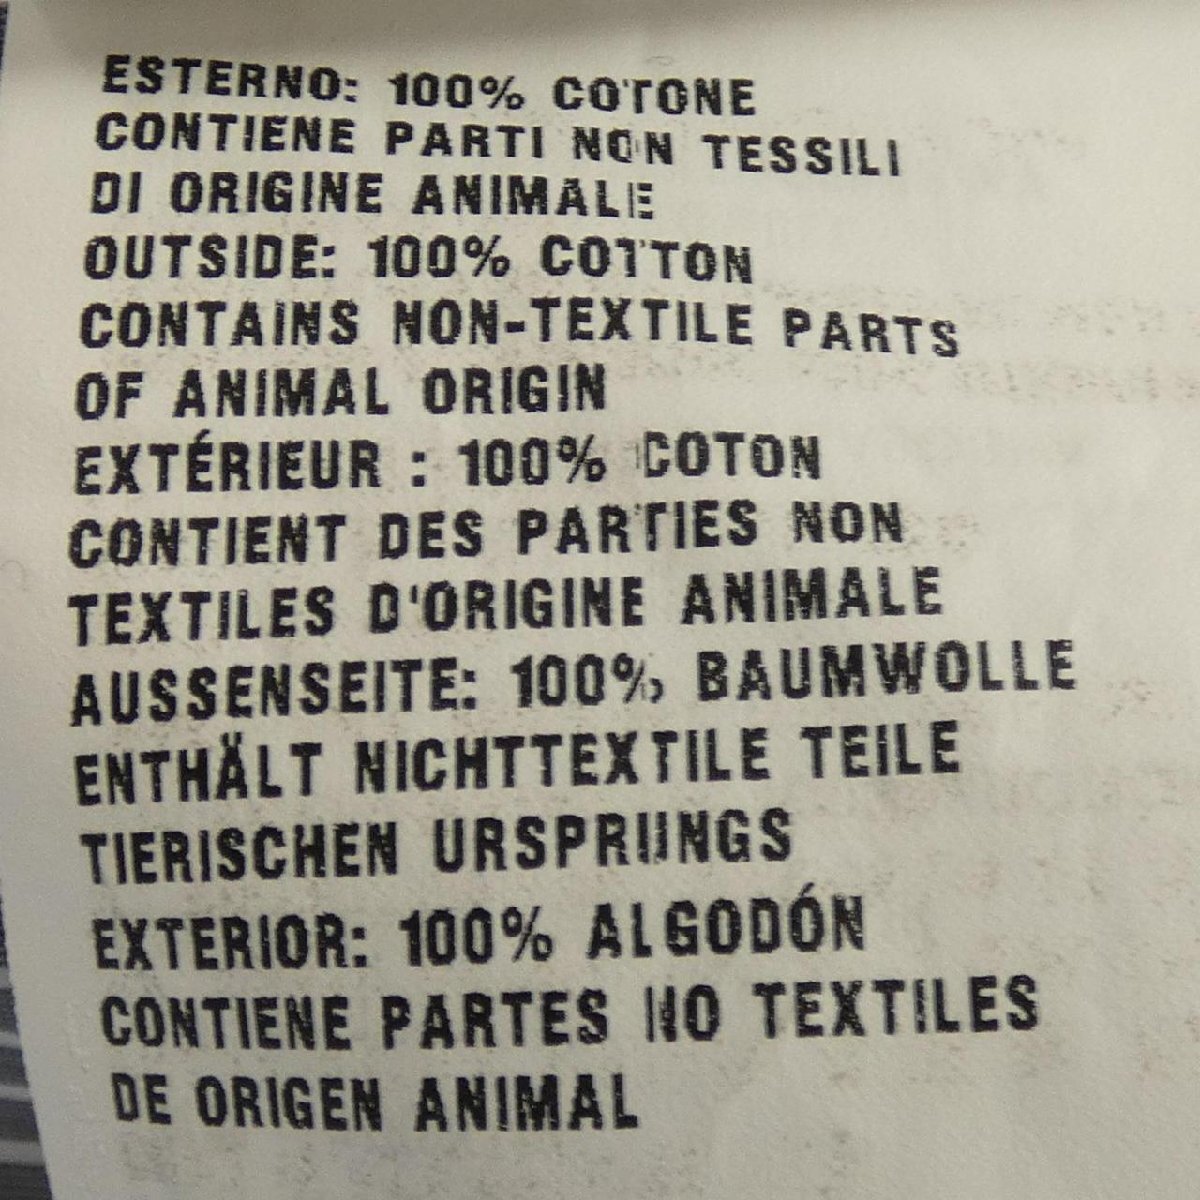 ESTERNO: 100% COTONE
CONTIENE PARTI NON TESSILI
DI ORIGINE ANIMALE
OUTSIDE: 100% COTTON
CONTAINS NON-TEXTILE PARTS
OF ANIMAL ORIGIN
EXTÉRIEUR : 100% COTON
CONTIENT DES PARTIES NON
TEXTILES D'ORIGINE ANIMALE
AUSSENSEITE: 100% BAUMWOLLE
ENTHÄLT NICHTTEXTILE TEILE
TIERISCHEN URSPRUNGS
EXTERIOR: 100% ALGODÓN
CONTIENE PARTES NO TEXTILES
DE ORIGEN ANIMAL